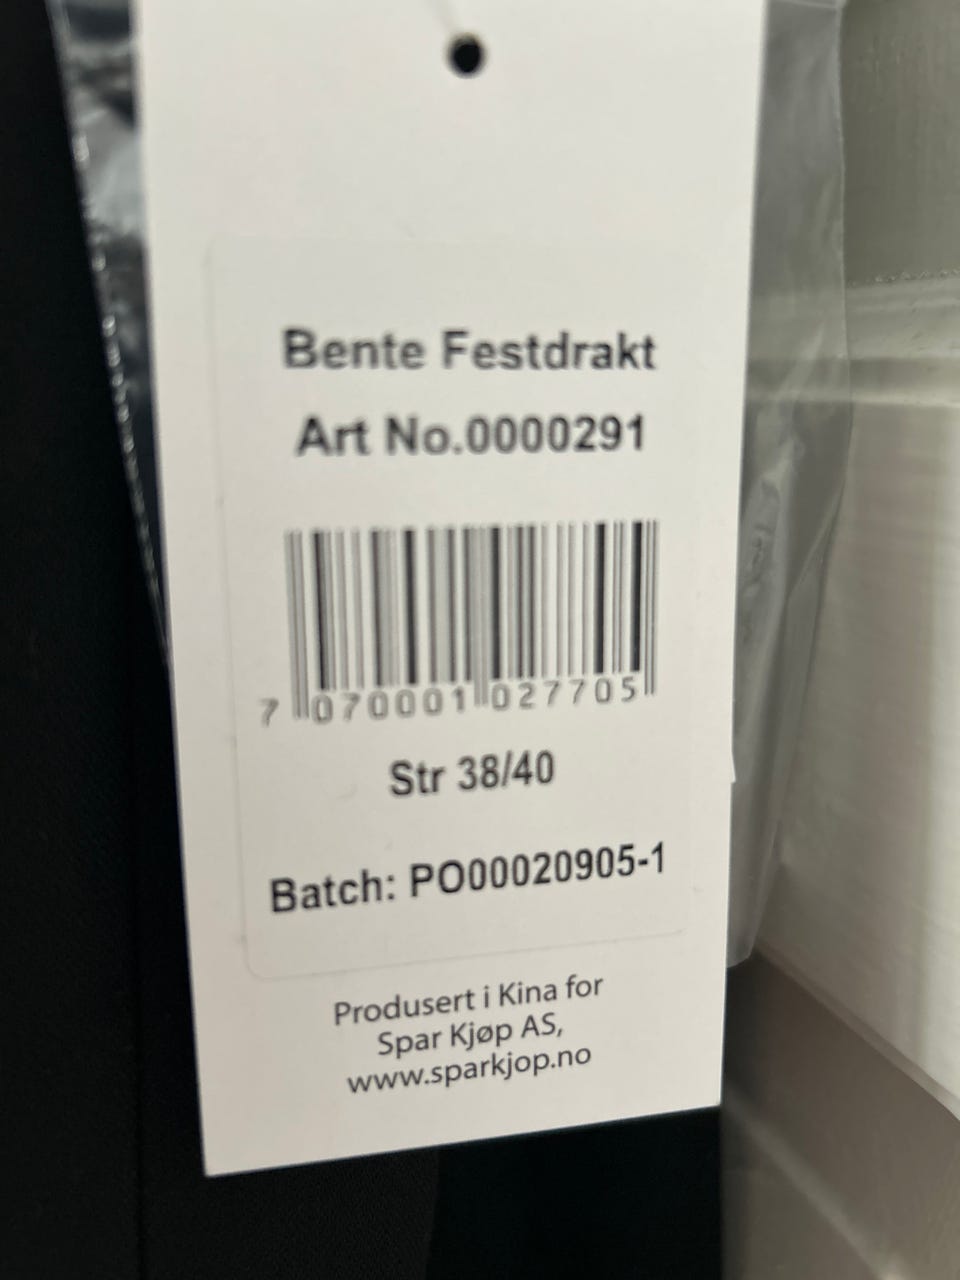 Bente Festdrakt
Art No.0000291
7 070001 027705
Str 38/40
Batch: PO00020905-1
Produsert i Kina for
Spar Kjøp AS,
www.sparkjop.no